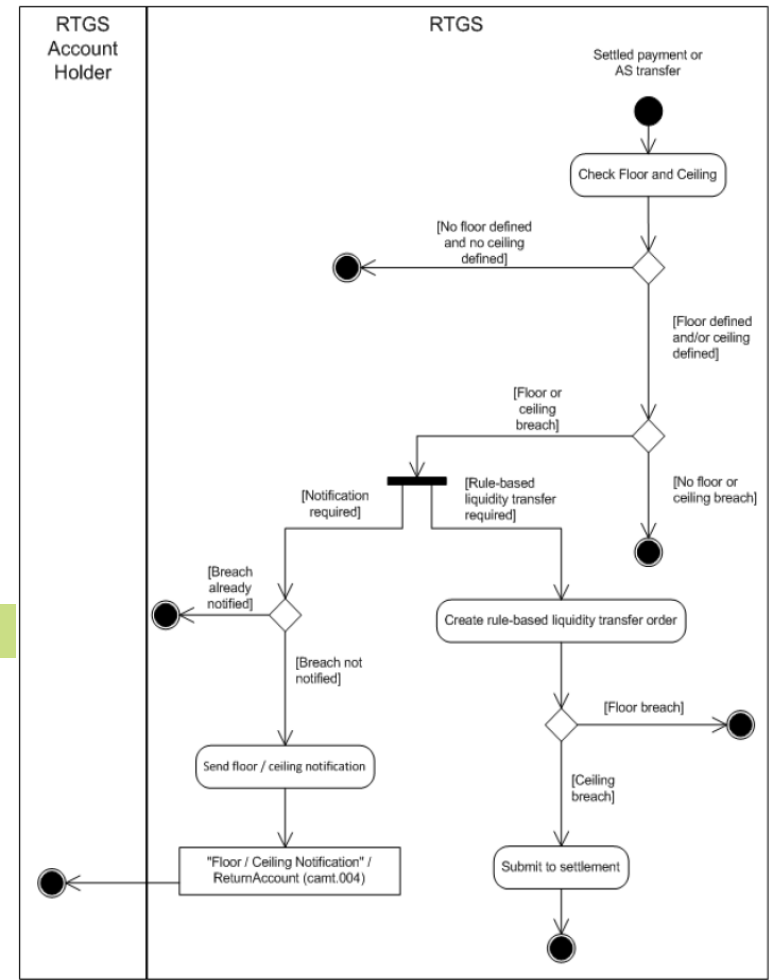 RTGS
Account
Holder
RTGS
Settled payment or
AS transfer
Check Floor and Ceiling
[No floor defined
and no ceiling
defined]
[Floor defined
and/or ceiling
defined]
[Floor or
ceiling
breach]
[No floor or
ceiling breach]
[Notification
required]
[Rule-based
liquidity transfer
required]
[Breach
already
notified]
Create rule-based liquidity transfer order
[Breach not
notified]
[Floor breach]
Send floor / ceiling notification
[Ceiling
breach]
"Floor / Ceiling Notification" /
ReturnAccount (camt.004)
Submit to settlement